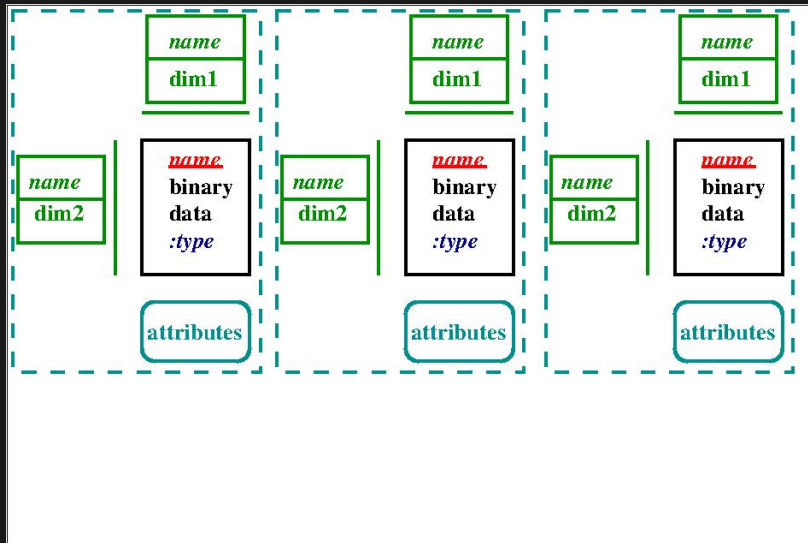 name
dim1
name
dim2
name
binary
data
:type
attributes
name
dim1
name
dim2
name
binary
data
:type
attributes
name
dim1
name
dim2
name
binary
data
:type
attributes